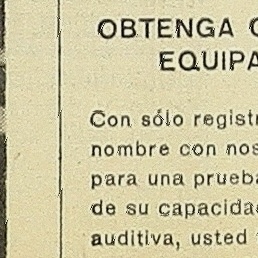 OBTENGA
EQUIPA
Con sólo registr
nombre con nos
para una prueba
de su capacidad
auditiva, usted